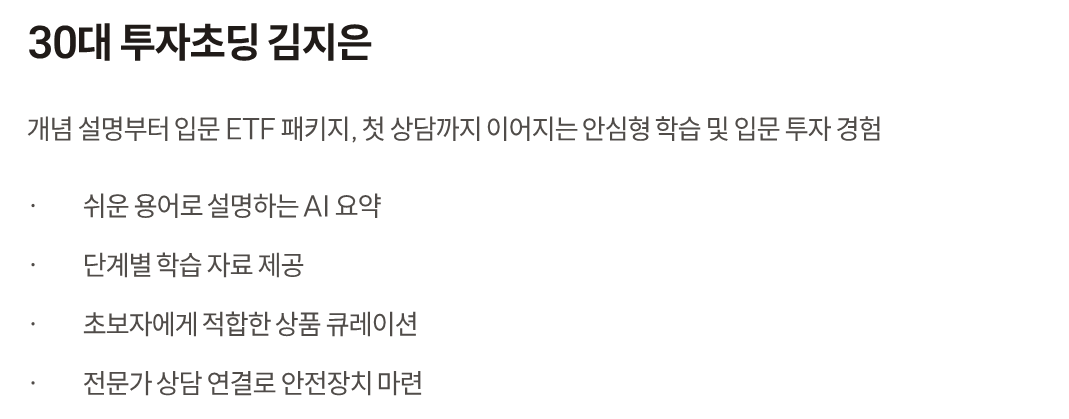 30대 투자초딩 김지은
개념 설명부터 입문 ETF 패키지, 첫 상담까지 이어지는 안심형 학습 및 입문 투자 경험
· 쉬운 용어로 설명하는 AI 요약
· 단계별 학습 자료 제공
· 초보자에게 적합한 상품 큐레이션
· 전문가 상담 연결로 안전장치 마련